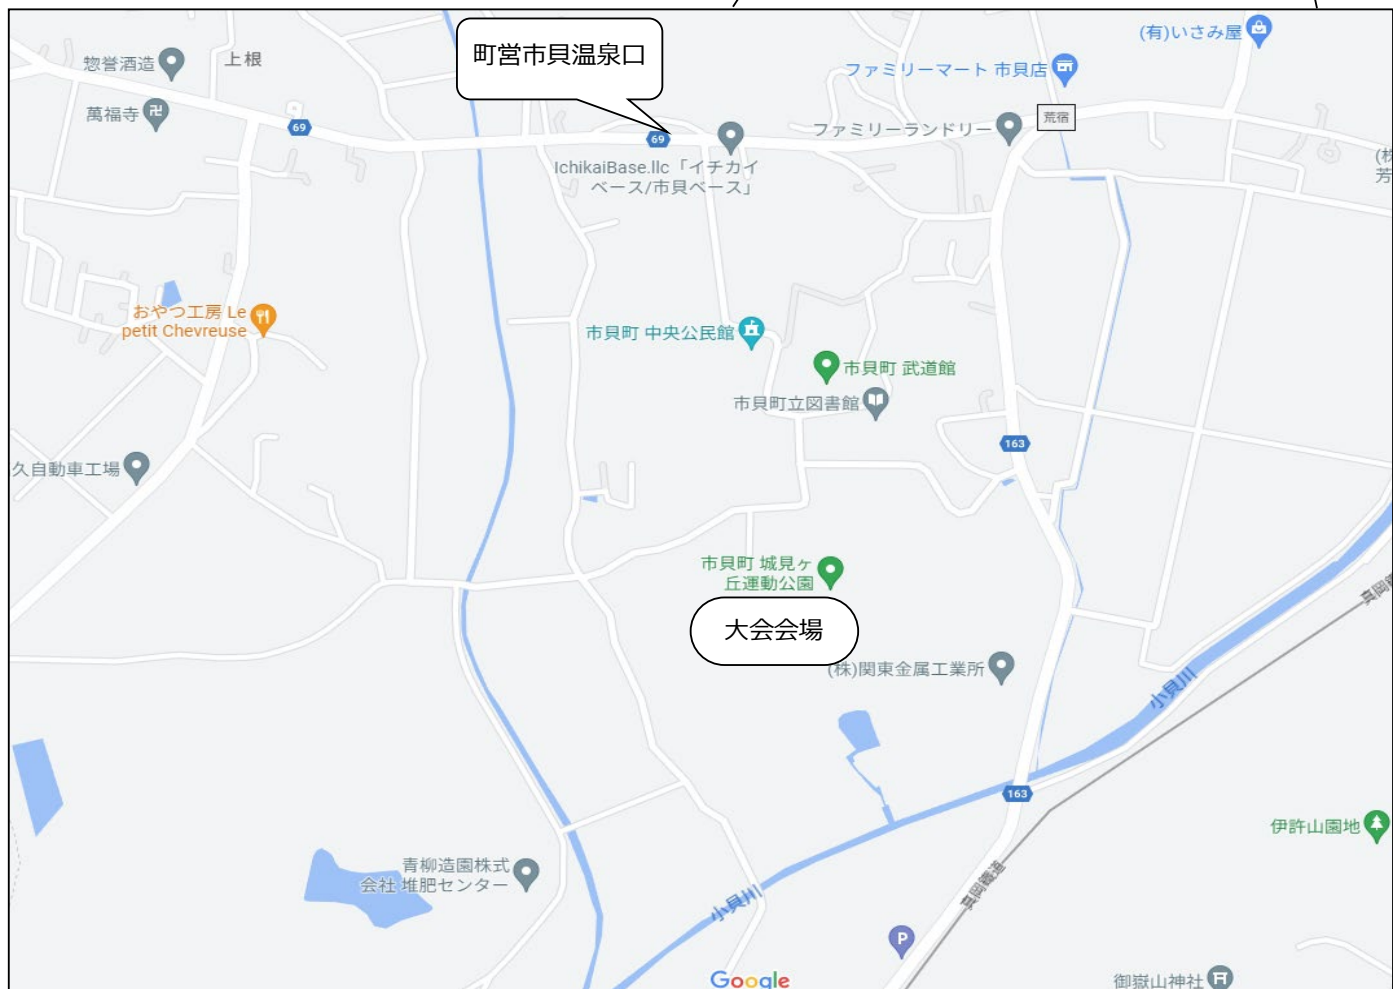 (有)いさみ屋
町営市貝温泉口
惣誉酒造
上根
ファミリーマート 市貝店
萬福寺
69
69
ファミリーランドリー
荒宿
IchikaiBase.llc「イチカイ
ベース/市貝ベース」
(株
芳
おやつ工房 Le
petit Chevreuse
市貝町 中央公民館
市貝町 武道館
市貝町立図書館
163
久自動車工場
市貝町 城見ヶ
丘運動公園
大会会場
(株)関東金属工業所
小貝川
163
伊許山園地
青柳造園株式
会社 堆肥センター
小貝川
真岡鐵道
P
Google
御嶽山神社